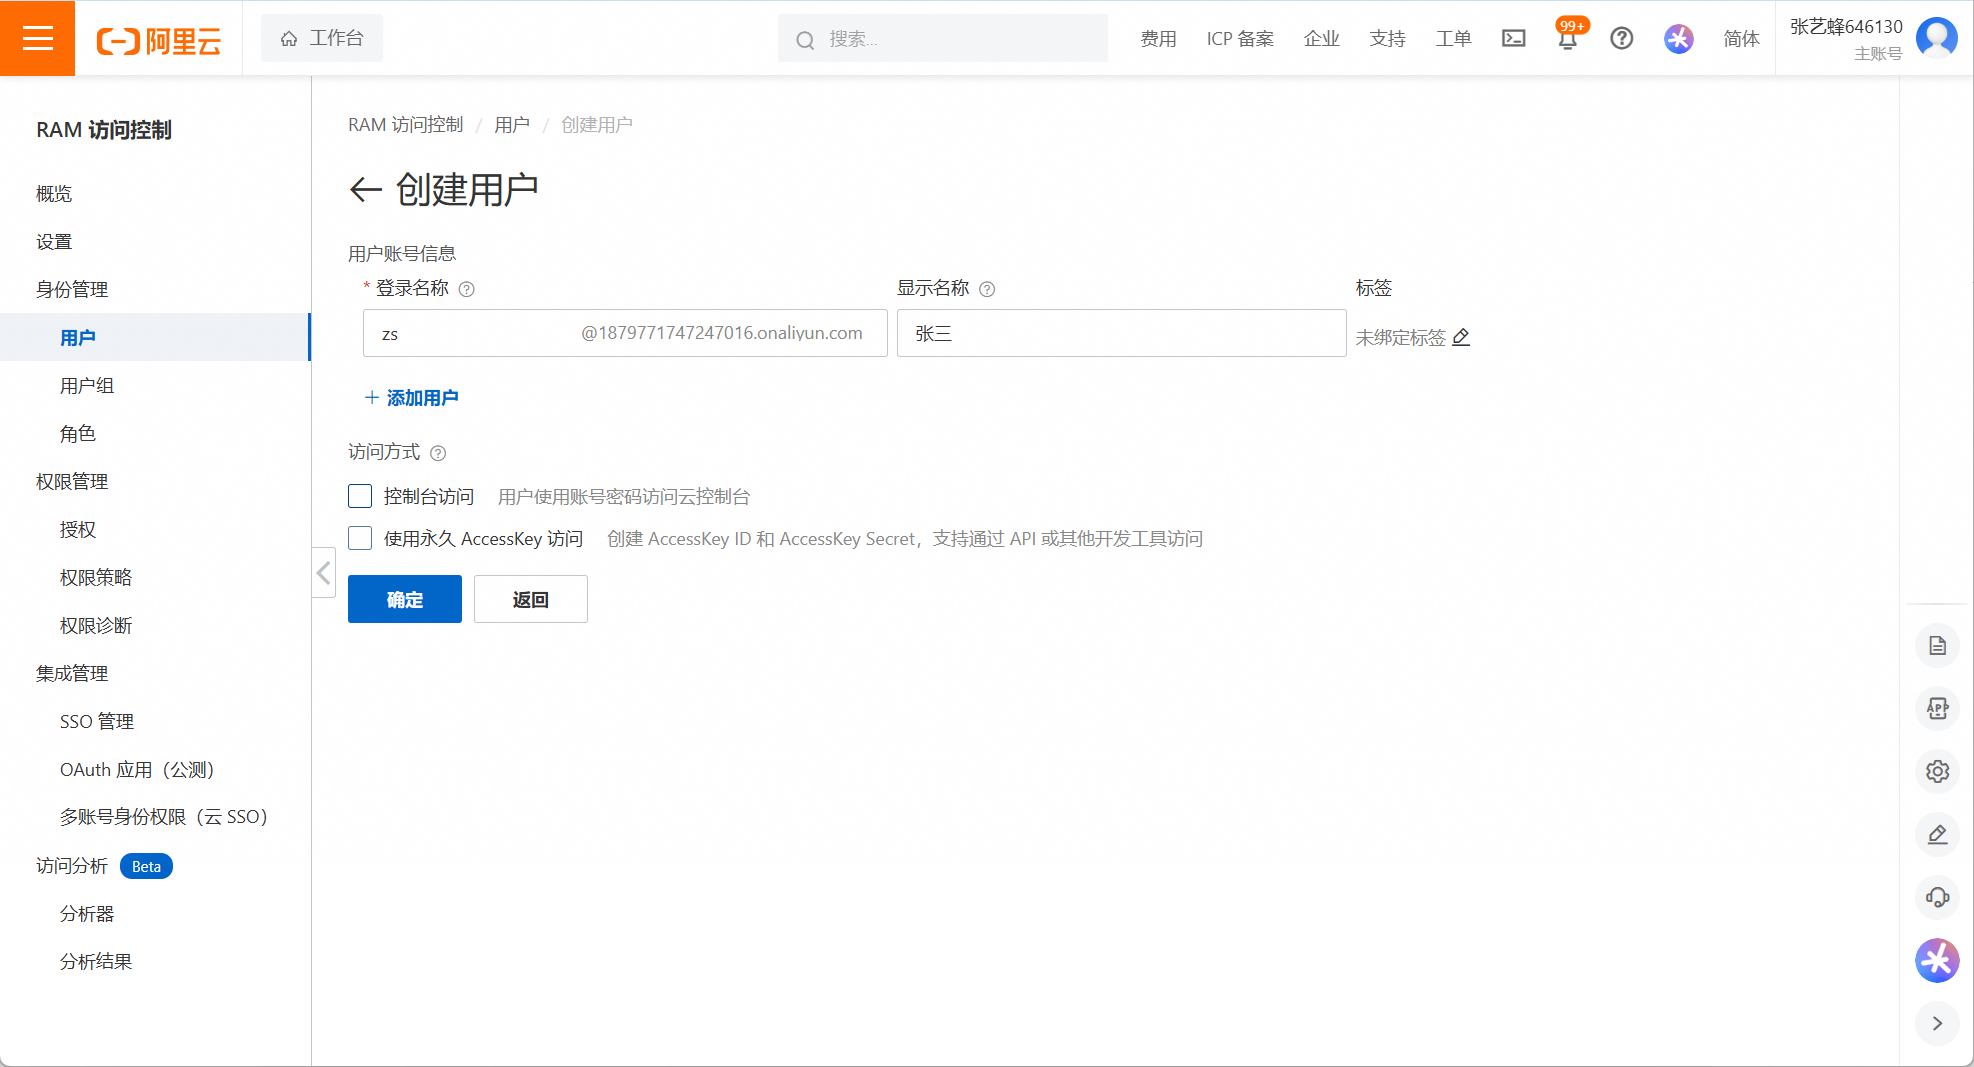 阿里云
工作台
搜索...
费用
ICP 备案
企业
支持
工单
99+
简体
张艺蜂646130
主账号
RAM 访问控制
概览
设置
身份管理
用户
用户组
角色
权限管理
授权
权限策略
权限诊断
集成管理
SSO 管理
OAuth 应用（公测）
多账号身份权限（云 SSO）
访问分析 Beta
分析器
分析结果
RAM 访问控制 / 用户 / 创建用户
创建用户
用户账号信息
* 登录名称
显示名称
标签
zs @1879771747247016.onaliyun.com
张三
未绑定标签
+ 添加用户
访问方式
控制台访问 用户使用账号密码访问云控制台
使用永久 AccessKey 访问 创建 AccessKey ID 和 AccessKey Secret，支持通过 API 或其他开发工具访问
确定
返回
APP